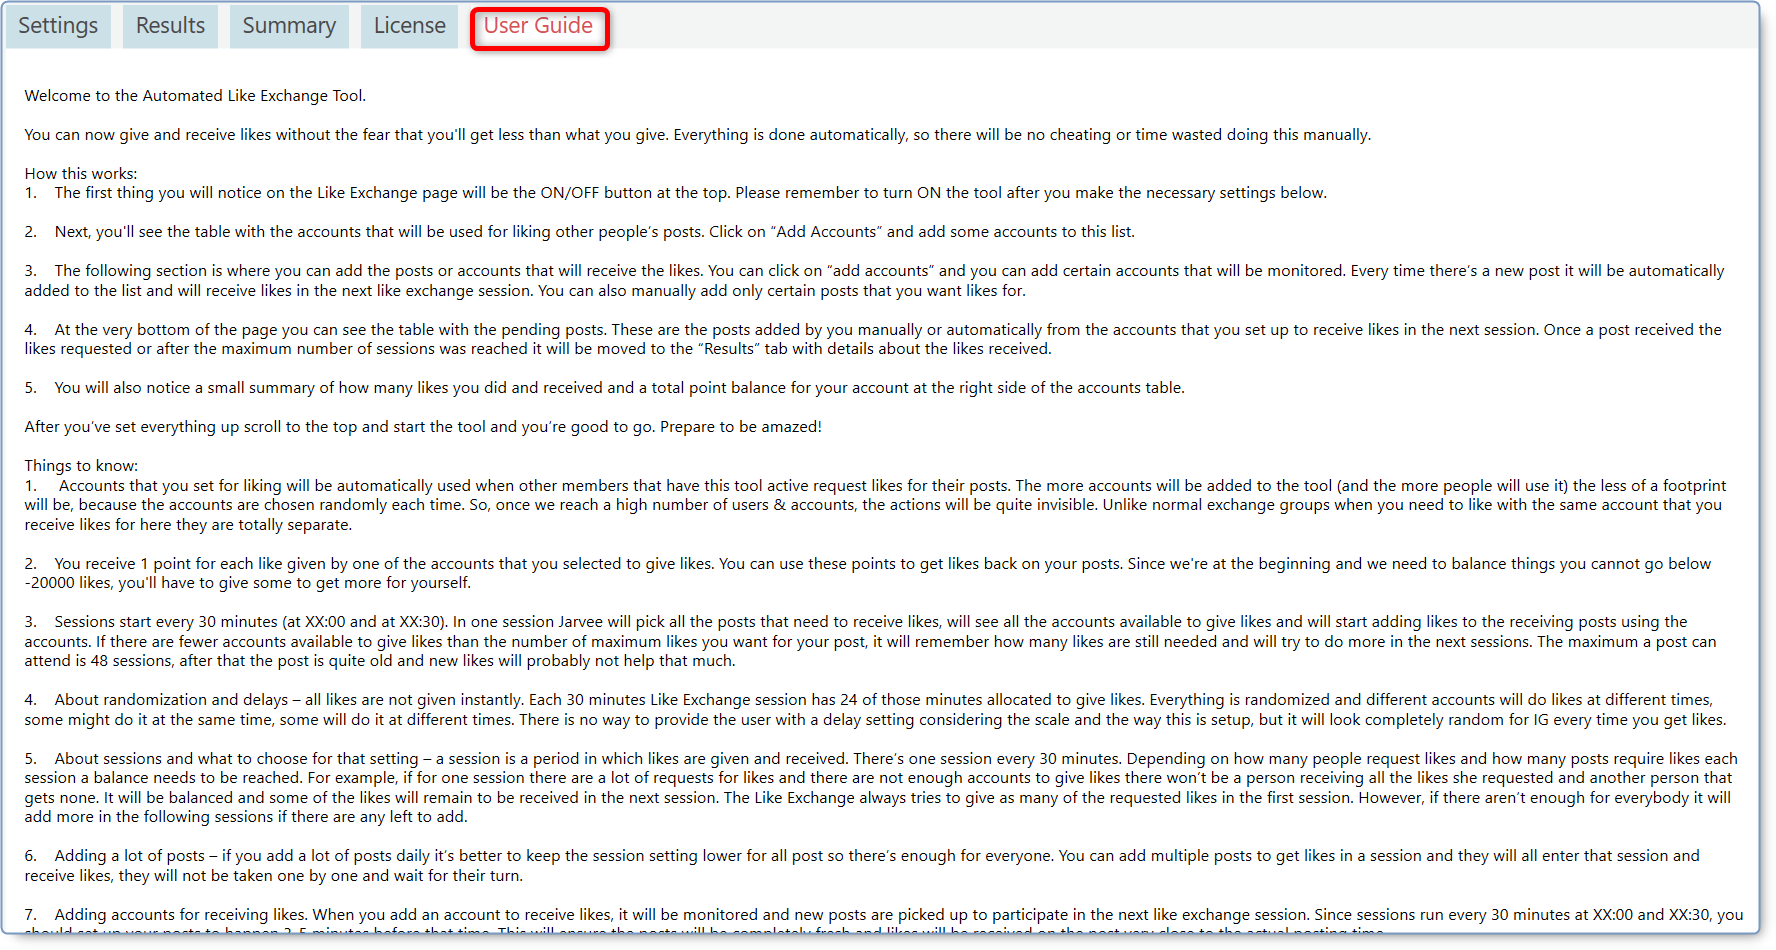 Settings Results Summary License User Guide
Welcome to the Automated Like Exchange Tool.
You can now give and receive likes without the fear that you'll get less than what you give. Everything is done automatically, so there will be no cheating or time wasted doing this manually.
How this works:
1. The first thing you will notice on the Like Exchange page will be the ON/OFF button at the top. Please remember to turn ON the tool after you make the necessary settings below.
2. Next, you'll see the table with the accounts that will be used for liking other people's posts. Click on “Add Accounts” and add some accounts to this list.
3. The following section is where you can add the posts or accounts that will receive the likes. You can click on “add accounts” and you can add certain accounts that will be monitored. Every time there's a new post it will be automatically
added to the list and will receive likes in the next like exchange session. You can also manually add only certain posts that you want likes for.
4. At the very bottom of the page you can see the table with the pending posts. These are the posts added by you manually or automatically from the accounts that you set up to receive likes in the next session. Once a post received the
likes requested or after the maximum number of sessions was reached it will be moved to the “Results” tab with details about the likes received.
5. You will also notice a small summary of how many likes you did and received and a total point balance for your account at the right side of the accounts table.
After you've set everything up scroll to the top and start the tool and you're good to go. Prepare to be amazed!
Things to know:
1. Accounts that you set for liking will be automatically used when other members that have this tool active request likes for their posts. The more accounts will be added to the tool (and the more people will use it) the less of a footprint
will be, because the accounts are chosen randomly each time. So, once we reach a high number of users & accounts, the actions will be quite invisible. Unlike normal exchange groups when you need to like with the same account that you
receive likes for here they are totally separate.
2. You receive 1 point for each like given by one of the accounts that you selected to give likes. You can use these points to get likes back on your posts. Since we're at the beginning and we need to balance things you cannot go below
-20000 likes, you'll have to give some to get more for yourself.
3. Sessions start every 30 minutes (at XX:00 and at XX:30). In one session Jarvee will pick all the posts that need to receive likes, will see all the accounts available to give likes and will start adding likes to the receiving posts using the
accounts. If there are fewer accounts available to give likes than the number of maximum likes you want for your post, it will remember how many likes are still needed and will try to do more in the next sessions. The maximum a post can
attend is 48 sessions, after that the post is quite old and new likes will probably not help that much.
4. About randomization and delays – all likes are not given instantly. Each 30 minutes Like Exchange session has 24 of those minutes allocated to give likes. Everything is randomized and different accounts will do likes at different times,
some might do it at the same time, some will do it at different times. There is no way to provide the user with a delay setting considering the scale and the way this is setup, but it will look completely random for IG every time you get likes.
5. About sessions and what to choose for that setting – a session is a period in which likes are given and received. There's one session every 30 minutes. Depending on how many people request likes and how many posts require likes each
session a balance needs to be reached. For example, if for one session there are a lot of requests for likes and there are not enough accounts to give likes there won't be a person receiving all the likes she requested and another person that
gets none. It will be balanced and some of the likes will remain to be received in the next session. The Like Exchange always tries to give as many of the requested likes in the first session. However, if there aren't enough for everybody it will
add more in the following sessions if there are any left to add.
6. Adding a lot of posts – if you add a lot of posts daily it's better to keep the session setting lower for all post so there's enough for everyone. You can add multiple posts to get likes in a session and they will all enter that session and
receive likes, they will not be taken one by one and wait for their turn.
7. Adding accounts for receiving likes. When you add an account to receive likes, it will be monitored and new posts are picked up to participate in the next like exchange session. Since sessions run every 30 minutes at XX:00 and XX:30, you